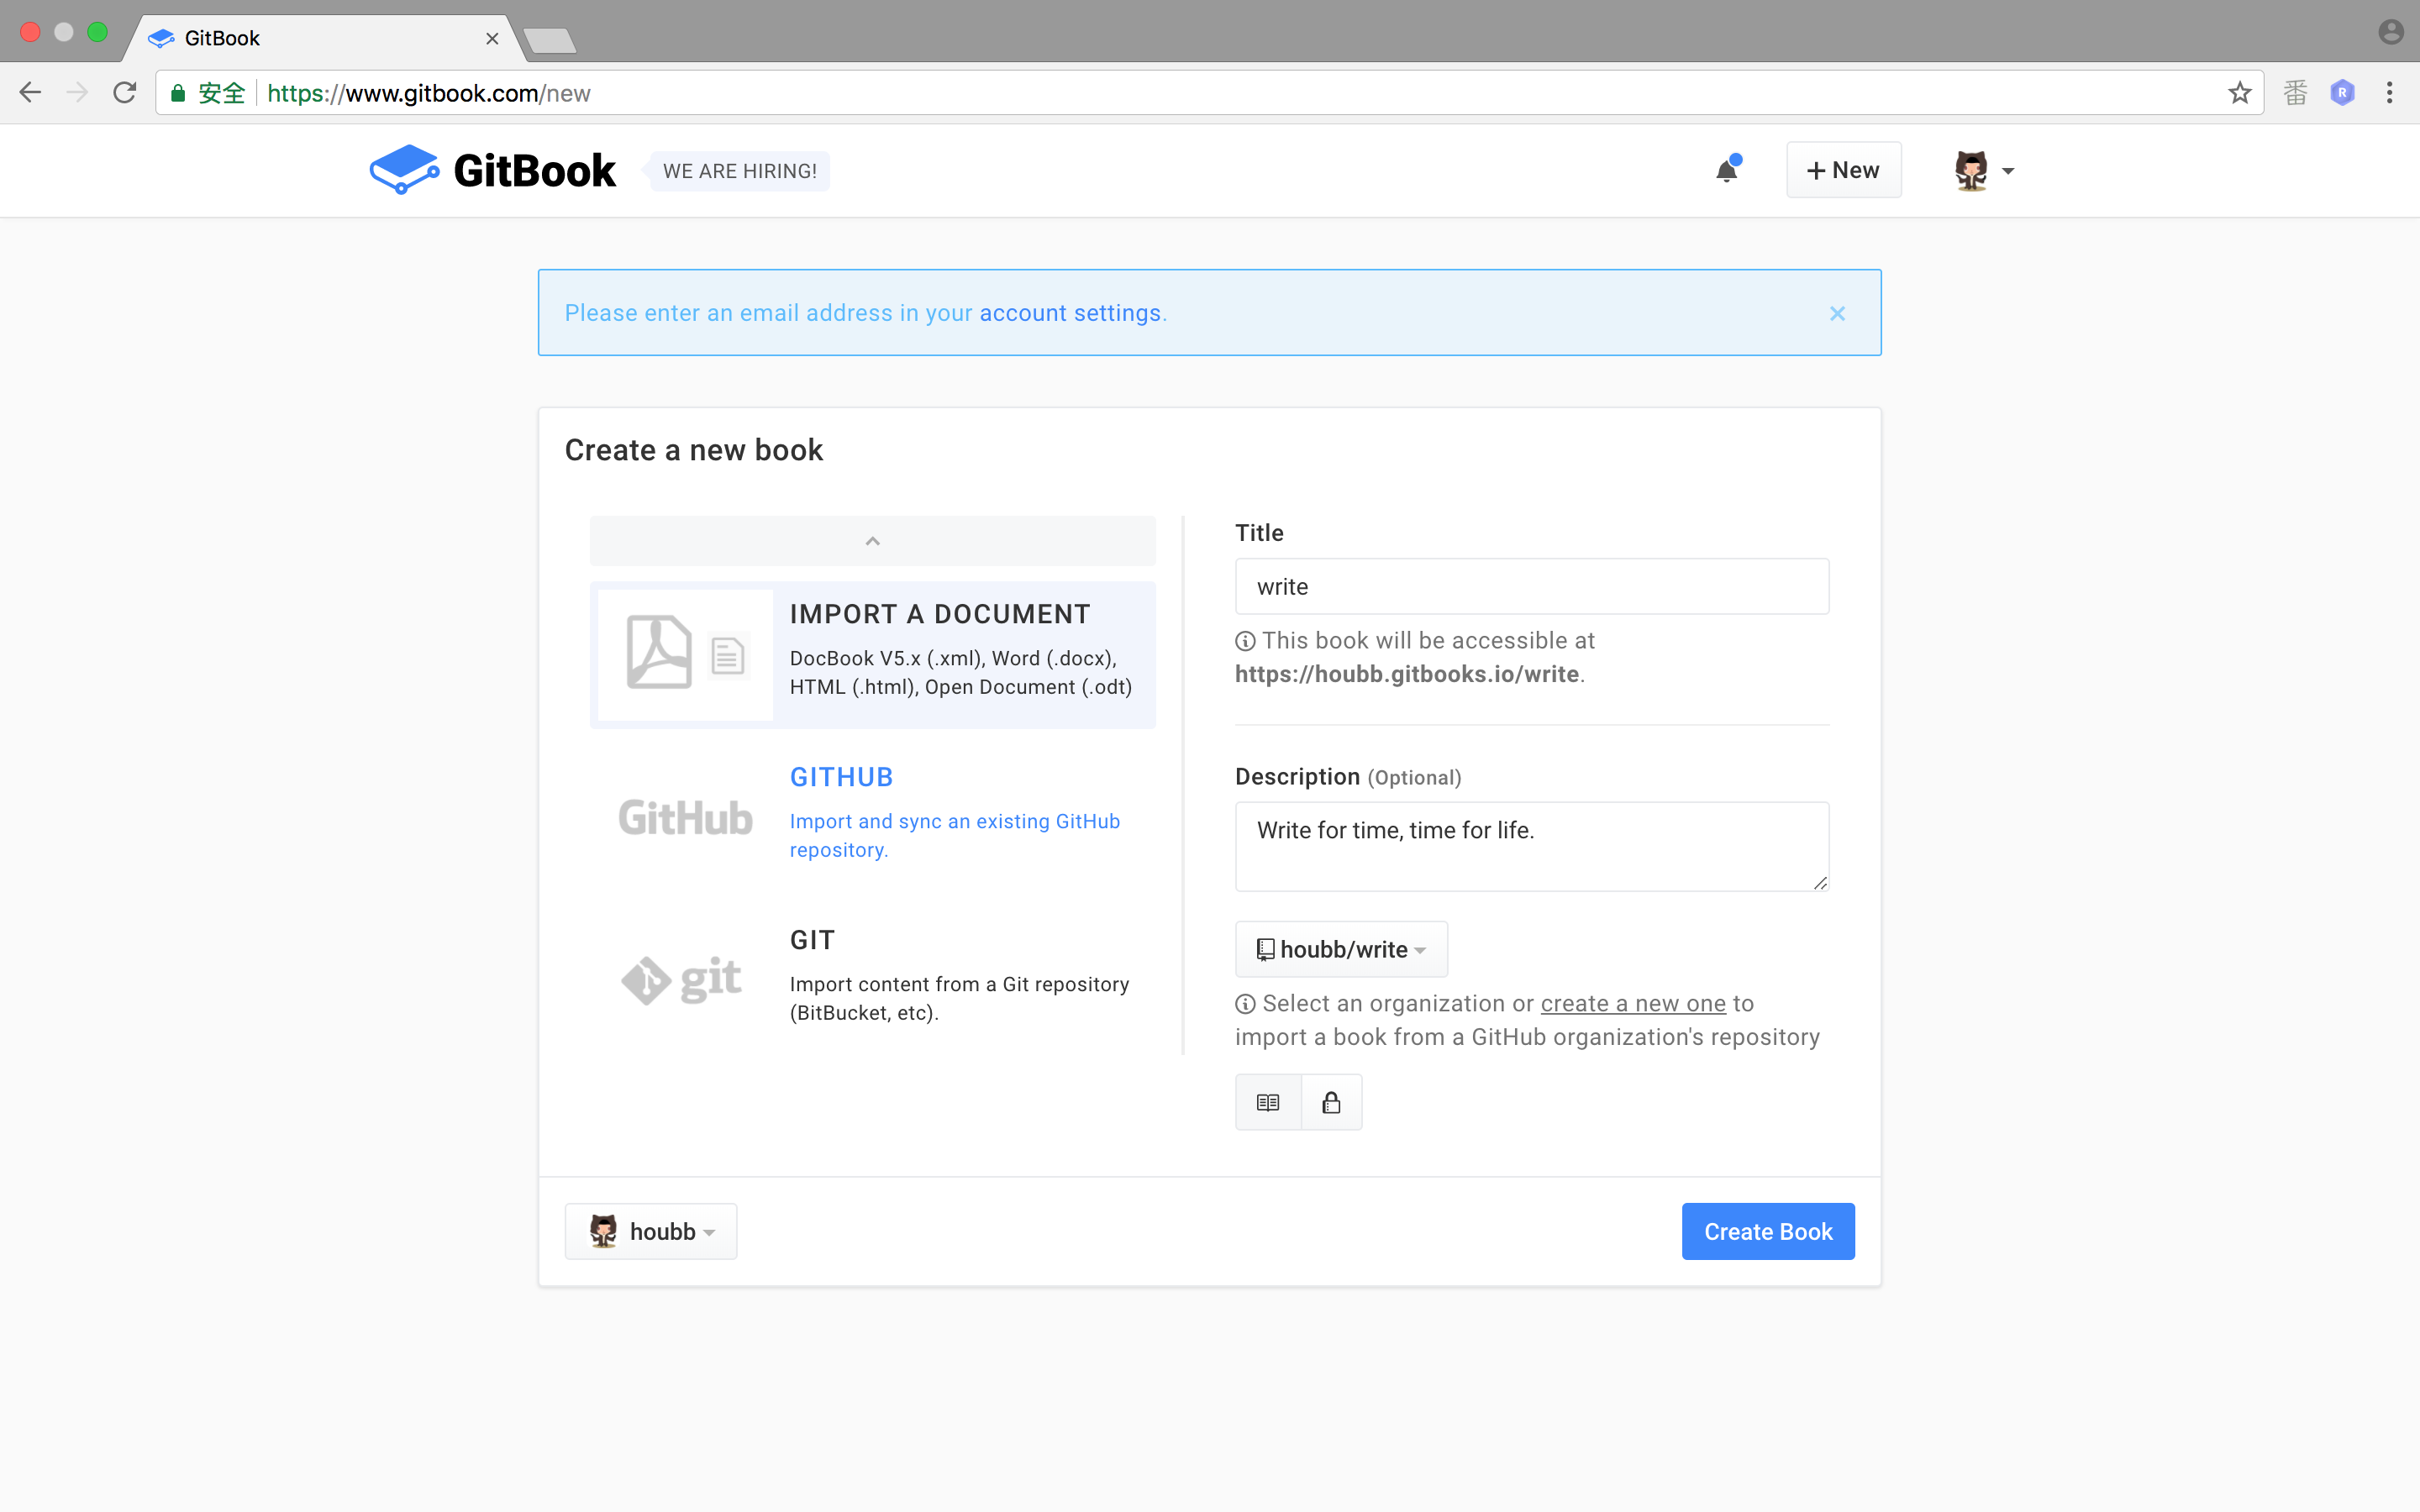 GitBook
安全 https://www.gitbook.com/new
番 R
GitBook WE ARE HIRING! New
Please enter an email address in your account settings.
Create a new book
IMPORT A DOCUMENT
DocBook V5.x (.xml), Word (.docx),
HTML (.html), Open Document (.odt)
GitHub
GITHUB
Import and sync an existing GitHub
repository.
git
GIT
Import content from a Git repository
(BitBucket, etc).
Title
write
This book will be accessible at
https://houbb.gitbooks.io/write.
Description (Optional)
Write for time, time for life.
houbb/write
Select an organization or create a new one to
import a book from a GitHub organization's repository
houbb
Create Book